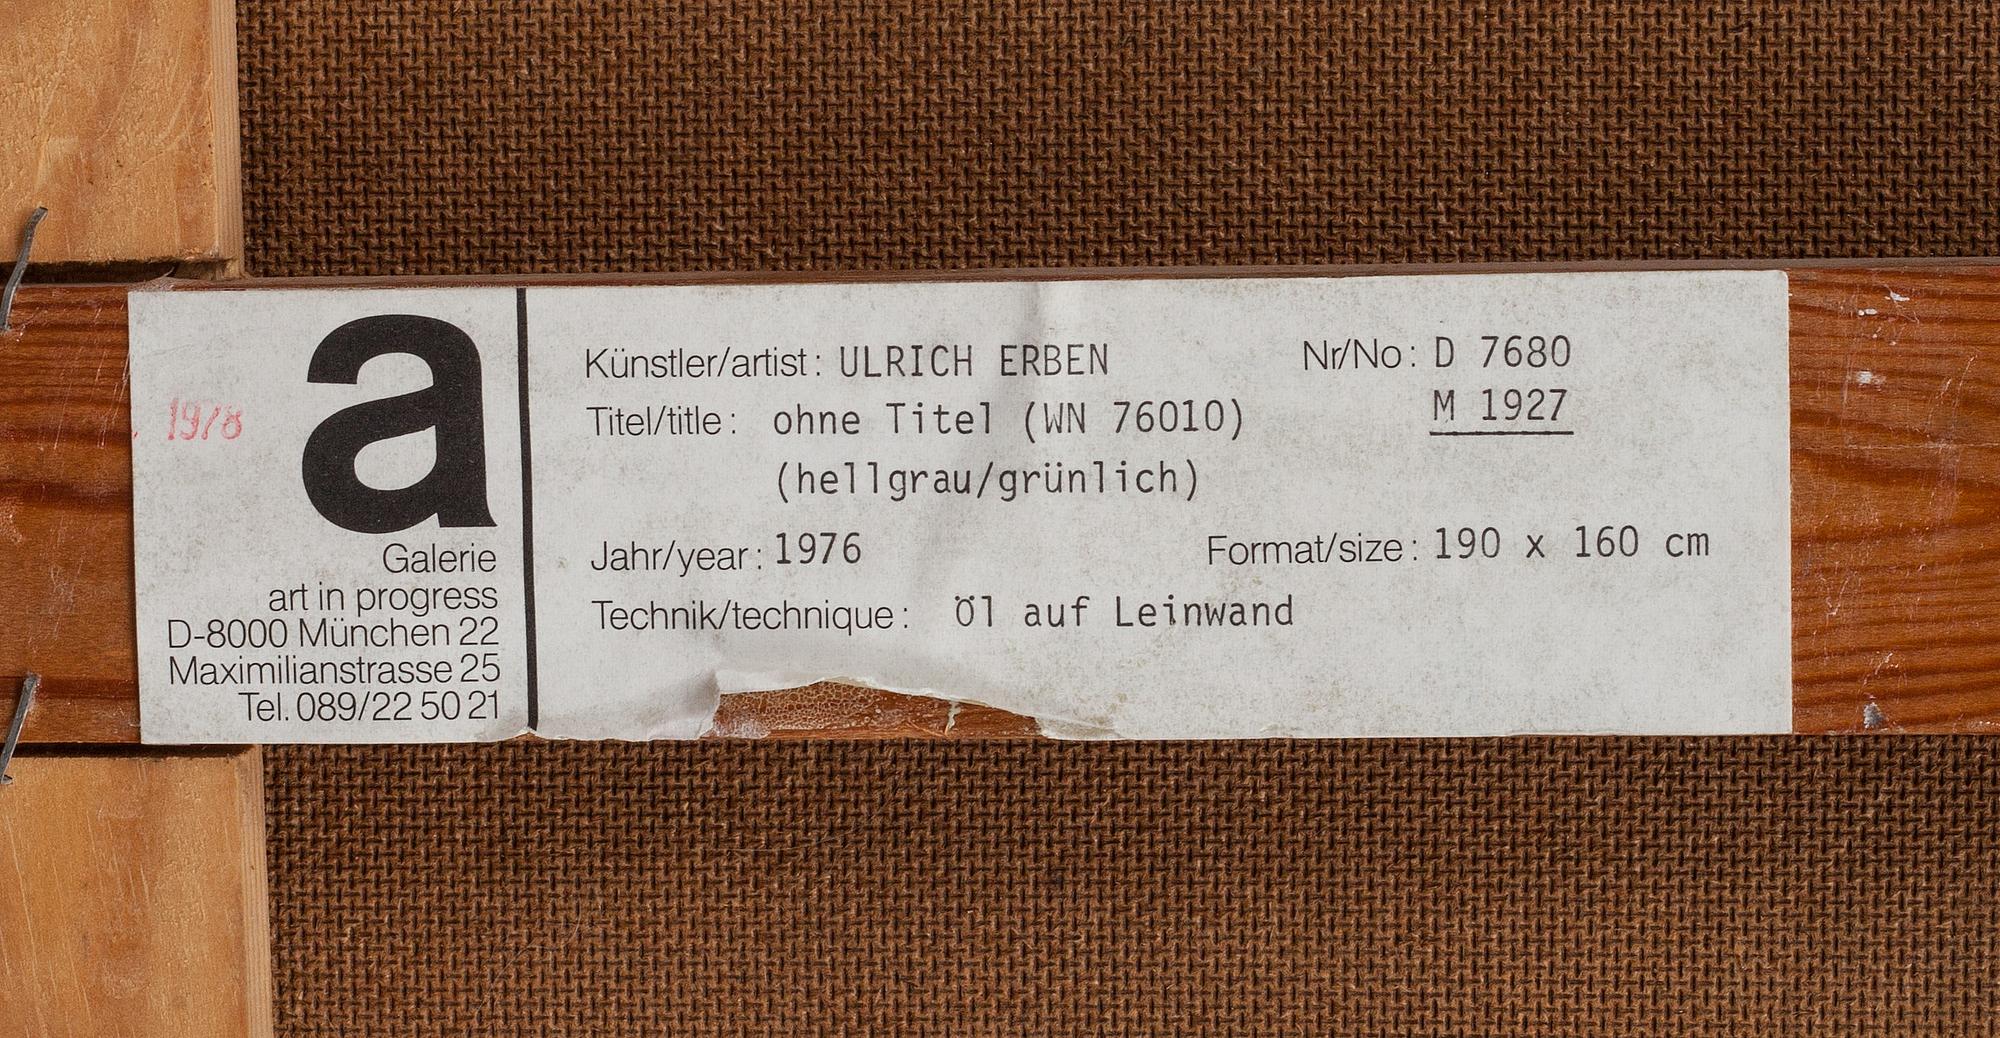 1978
a
Galerie
art in progress
D-8000 München 22
Maximilianstrasse 25
Tel. 089/22 50 21
Künstler/artist: ULRICH ERBEN
Nr/No: D 7680
M 1927
Titel/title: ohne Titel (WN 76010)
(hellgrau/grünlich)
Jahr/year: 1976
Format/size: 190 x 160 cm
Technik/technique: Öl auf Leinwand